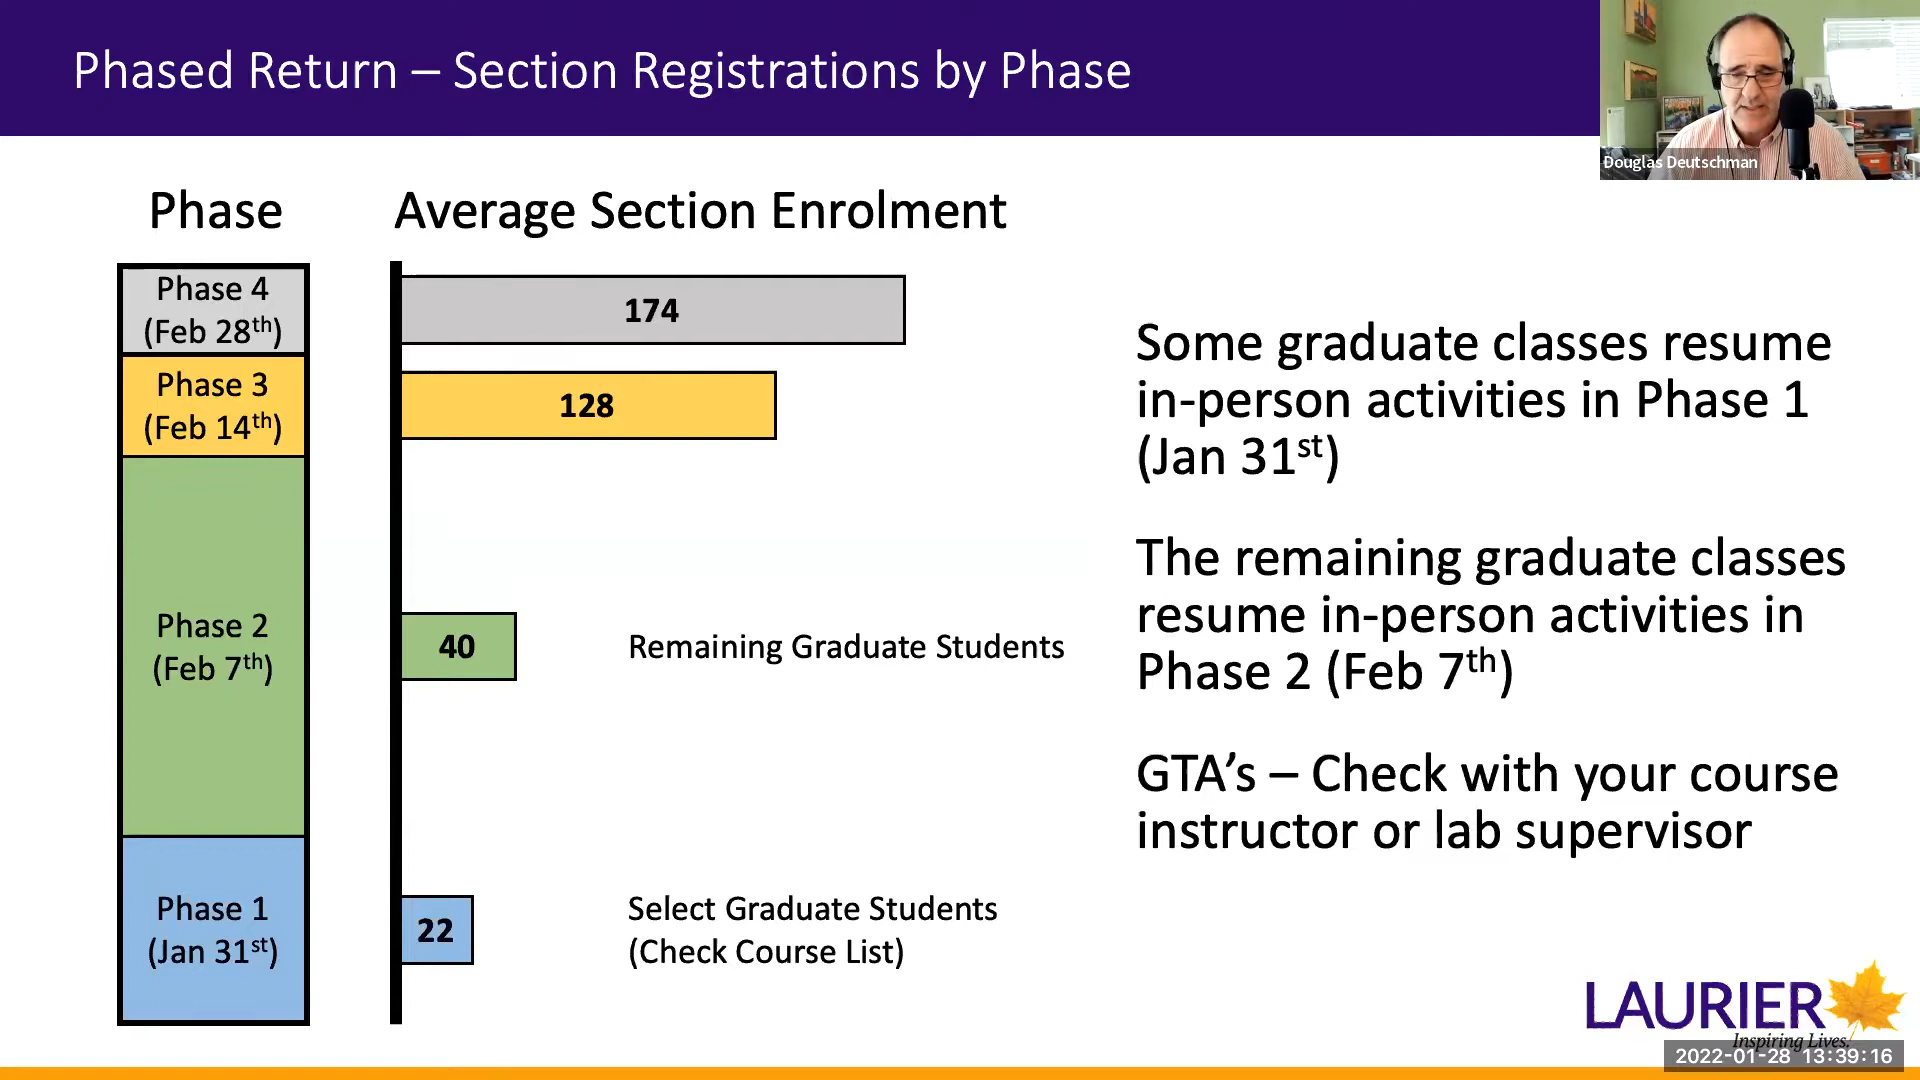 Phased Return – Section Registrations by Phase
Douglas Deutschman
Phase
Average Section Enrolment
Phase 4
(Feb 28th)
174
Phase 3
(Feb 14th)
128
Phase 2
(Feb 7th)
40
Remaining Graduate Students
Phase 1
(Jan 31st)
22
Select Graduate Students
(Check Course List)
Some graduate classes resume
in-person activities in Phase 1
(Jan 31st)
The remaining graduate classes
resume in-person activities in
Phase 2 (Feb 7th)
GTA’s – Check with your course
instructor or lab supervisor
LAURIER
Inspiring Lives.
2022-01-28 13:39:16